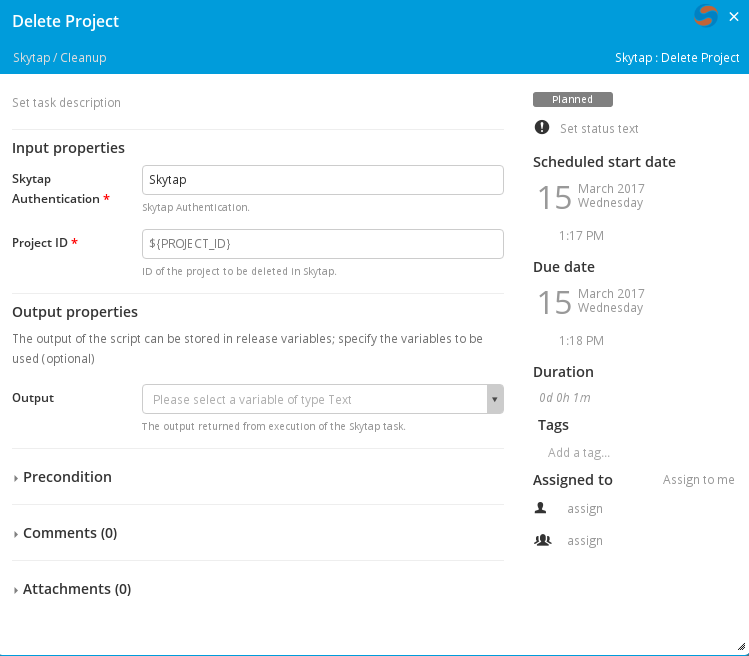 Delete Project
Skytap / Cleanup
Skytap : Delete Project
Set task description
Input properties
Skytap
Authentication *
Skytap
Skytap Authentication.
Project ID *
${PROJECT_ID}
ID of the project to be deleted in Skytap.
Output properties
The output of the script can be stored in release variables; specify the variables to be
used (optional)
Output
Please select a variable of type Text
The output returned from execution of the Skytap task.
Precondition
Comments (0)
Attachments (0)
Planned
Set status text
Scheduled start date
15
March 2017
Wednesday
1:17 PM
Due date
15
March 2017
Wednesday
1:18 PM
Duration
0d 0h 1m
Tags
Add a tag...
Assigned to
Assign to me
assign
assign